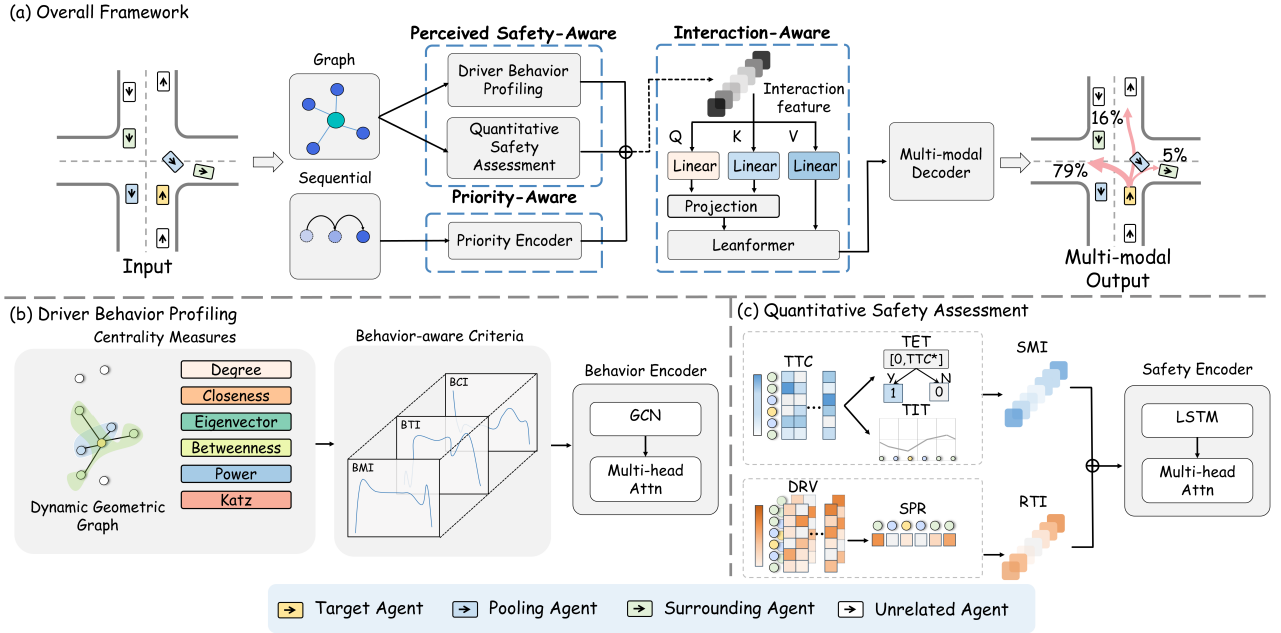 (a) Overall Framework
Perceived Safety-Aware
Interaction-Aware
Graph
Driver Behavior
Profiling
Quantitative
Safety
Assessment
Sequential
Priority-Aware
Priority Encoder
Input
Interaction
feature
Q
K
V
Linear
Linear
Linear
Projection
Leanformer
Multi-modal
Decoder
16%
5%
79%
Multi-modal
Output
(b) Driver Behavior Profiling
Centrality Measures
Degree
Closeness
Eigenvector
Betweenness
Power
Katz
Dynamic Geometric
Graph
Behavior-aware Criteria
BCI
BTI
BMI
Behavior Encoder
GCN
Multi-head
Attn
(c) Quantitative Safety Assessment
TTC
...
TET
[0,TTC*]
Y
N
1
0
TIT
SMI
DRV
...
SPR
RTI
Safety Encoder
LSTM
Multi-head
Attn
Target Agent
Pooling Agent
Surrounding Agent
Unrelated Agent